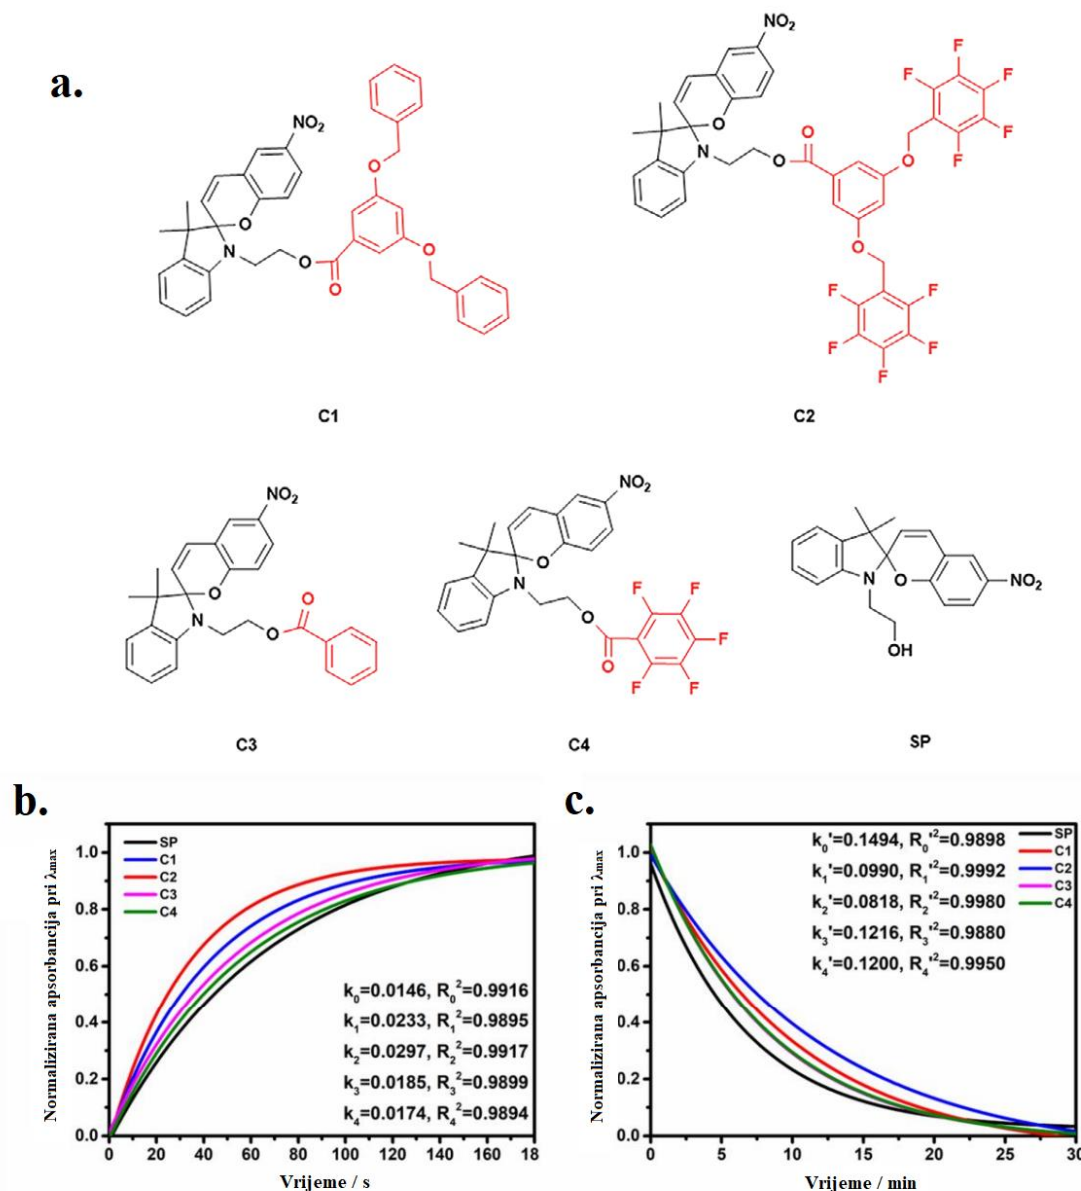 a.
NO₂
O
N
O
O
O
O
C1
NO₂
O
N
O
O
O
O
F
F
F
F
F
F
F
F
F
F
C2
NO₂
O
N
O
O
C3
NO₂
O
N
O
O
F
F
F
F
F
C4
N
O
NO₂
OH
SP
b.
Normalizirana apsorbancija pri λmax
1.0
0.8
0.6
0.4
0.2
0.0
SP
C1
C2
C3
C4
k₀=0.0146, R₀²=0.9916
k₁=0.0233, R₁²=0.9895
k₂=0.0297, R₂²=0.9917
k₃=0.0185, R₃²=0.9899
k₄=0.0174, R₄²=0.9894
0 20 40 60 80 100 120 140 160 180
Vrijeme / s
c.
Normalizirana apsorbancija pri λmax
1.0
0.8
0.6
0.4
0.2
0.0
k₀'=0.1494, R₀'²=0.9898
k₁'=0.0990, R₁'²=0.9992
k₂'=0.0818, R₂'²=0.9980
k₃'=0.1216, R₃'²=0.9880
k₄'=0.1200, R₄'²=0.9950
SP
C1
C2
C3
C4
0 5 10 15 20 25 30
Vrijeme / min